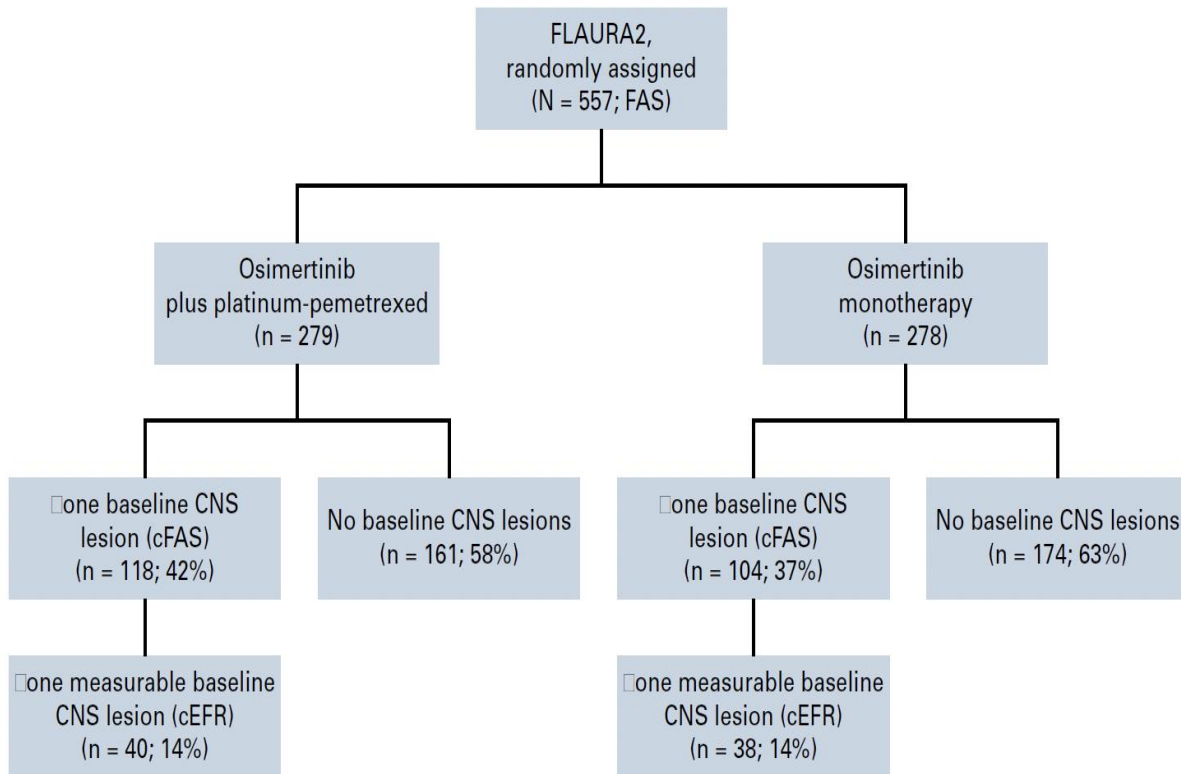 FLAURA2,
randomly assigned
(N = 557; FAS)
Osimertinib
plus platinum-pemetrexed
(n = 279)
Osimertinib
monotherapy
(n = 278)
□one baseline CNS
lesion (cFAS)
(n = 118; 42%)
No baseline CNS lesions
(n = 161; 58%)
□one baseline CNS
lesion (cFAS)
(n = 104; 37%)
No baseline CNS lesions
(n = 174; 63%)
□one measurable baseline
CNS lesion (cEFR)
(n = 40; 14%)
□one measurable baseline
CNS lesion (cEFR)
(n = 38; 14%)